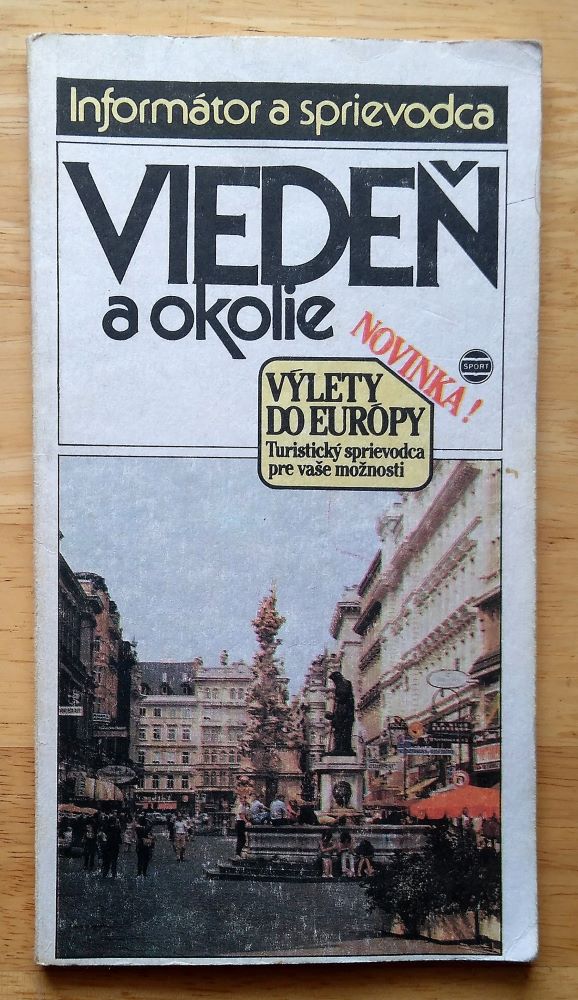 Informátor a sprievodca
VIEDEŇ
a okolie
NOVINKA!
SPORT
VÝLETY
DO EURÓPY
Turistický sprievodca
pre vaše možnosti